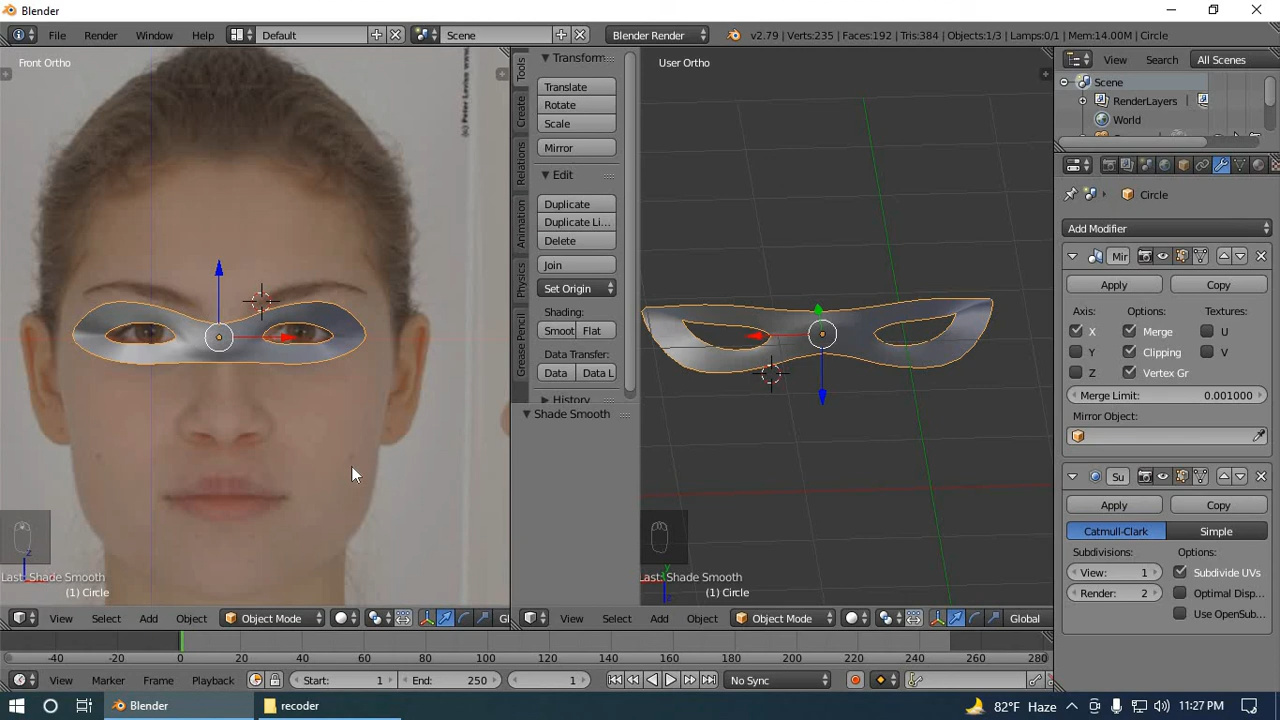 Blender
File Render Window Help Default Scene Blender Render v2.79 | Verts:235 | Faces:192 | Tris:384 | Objects:1/3 | Lamps:0/1 | Mem:14.00M | Circle
Front Ortho
User Ortho
Tools
Create
Relations
Animation
Physics
Grease Pencil
Transform
Translate
Rotate
Scale
Mirror
Edit
Duplicate
Duplicate Li...
Delete
Join
Set Origin
Shading:
Smoot Flat
Data Transfer:
Data Data L
History
Shade Smooth
View Search All Scenes
Scene
RenderLayers
World
Circle
Add Modifier
Mir
Apply Copy
Axis: Options: Textures:
X Merge U
Y Clipping V
Z Vertex Gr
Merge Limit: 0.001000
Mirror Object:
Su
Apply Copy
Catmull-Clark Simple
Subdivisions: Options:
View: 1 Subdivide UVs
Render: 2 Optimal Disp...
Use OpenSub...
Last: Shade Smooth
(1) Circle
Last: Shade Smooth
(1) Circle
View Select Add Object Object Mode
View Select Add Object Object Mode Global
-40 -20 0 20 40 60 80 100 120 140 160 180 200 220 240 260 280
View Marker Frame Playback Start: 1 End: 250 1 No Sync
Blender recoder 82°F Haze 11:27 PM